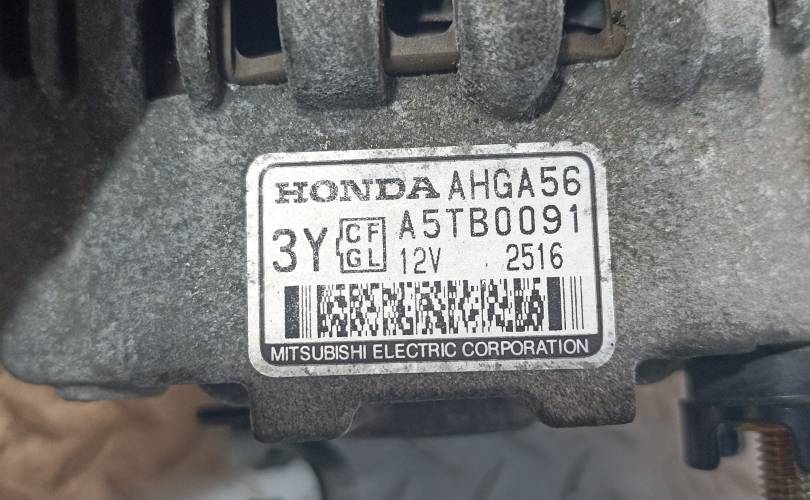 HONDA AHGA56
3Y CF GL A5TB0091
12V 2516
MITSUBISHI ELECTRIC CORPORATION